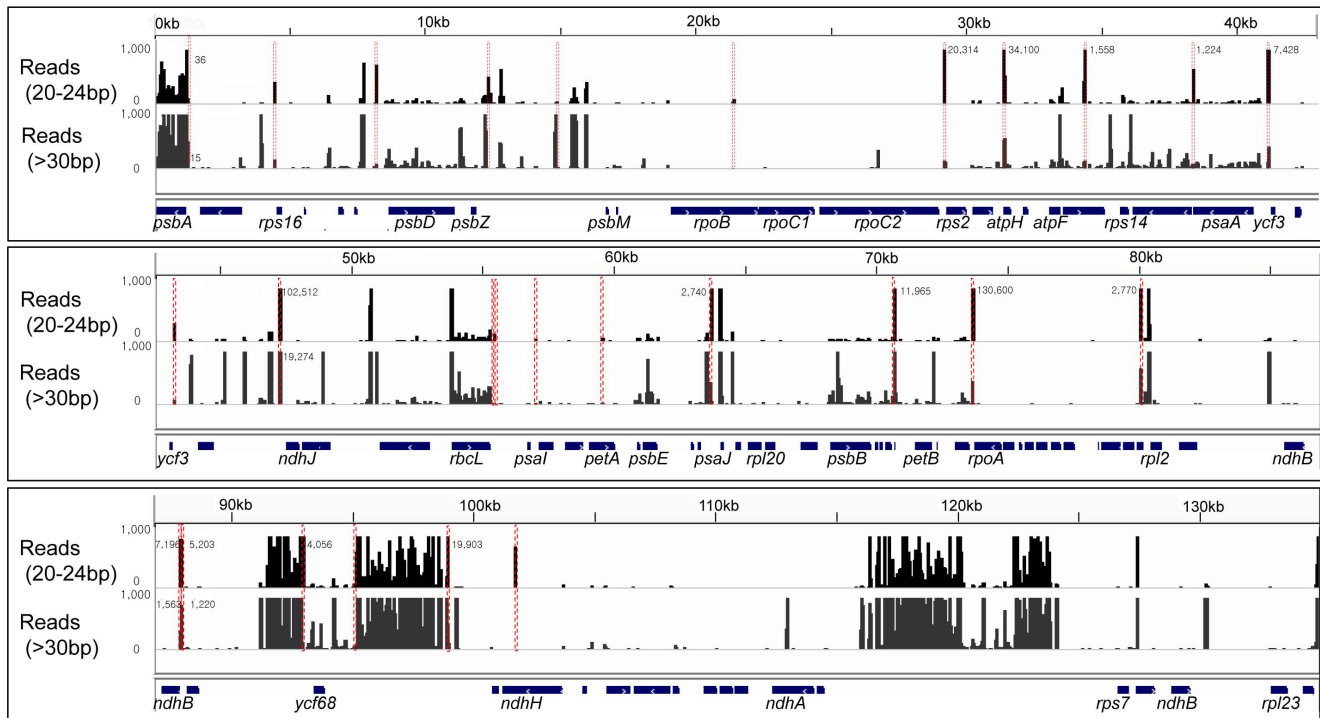 0kb 10kb 20kb 30kb 40kb
1,000 36 20,314 34,100 1,558 1,224 7,428
Reads
(20-24bp)
0
1,000
Reads
(>30bp)
15
0
psbA rps16 psbD psbZ psbM rpoB rpoC1 rpoC2 rps2 atpH atpF rps14 psaA ycf3
50kb 60kb 70kb 80kb
1,000 102,512 2,740 11,965 130,600 2,770
Reads
(20-24bp)
0
1,000
19,274
Reads
(>30bp)
0
ycf3 ndhJ rbcL psaI petA psbE psaJ rpl20 psbB petB rpoA rpl2 ndhB
90kb 100kb 110kb 120kb 130kb
1,000
7,196 5,203 4,056 19,903
Reads
(20-24bp)
0
1,000
1,563 1,220
Reads
(>30bp)
0
ndhB ycf68 ndhH ndhA rps7 ndhB rpl23